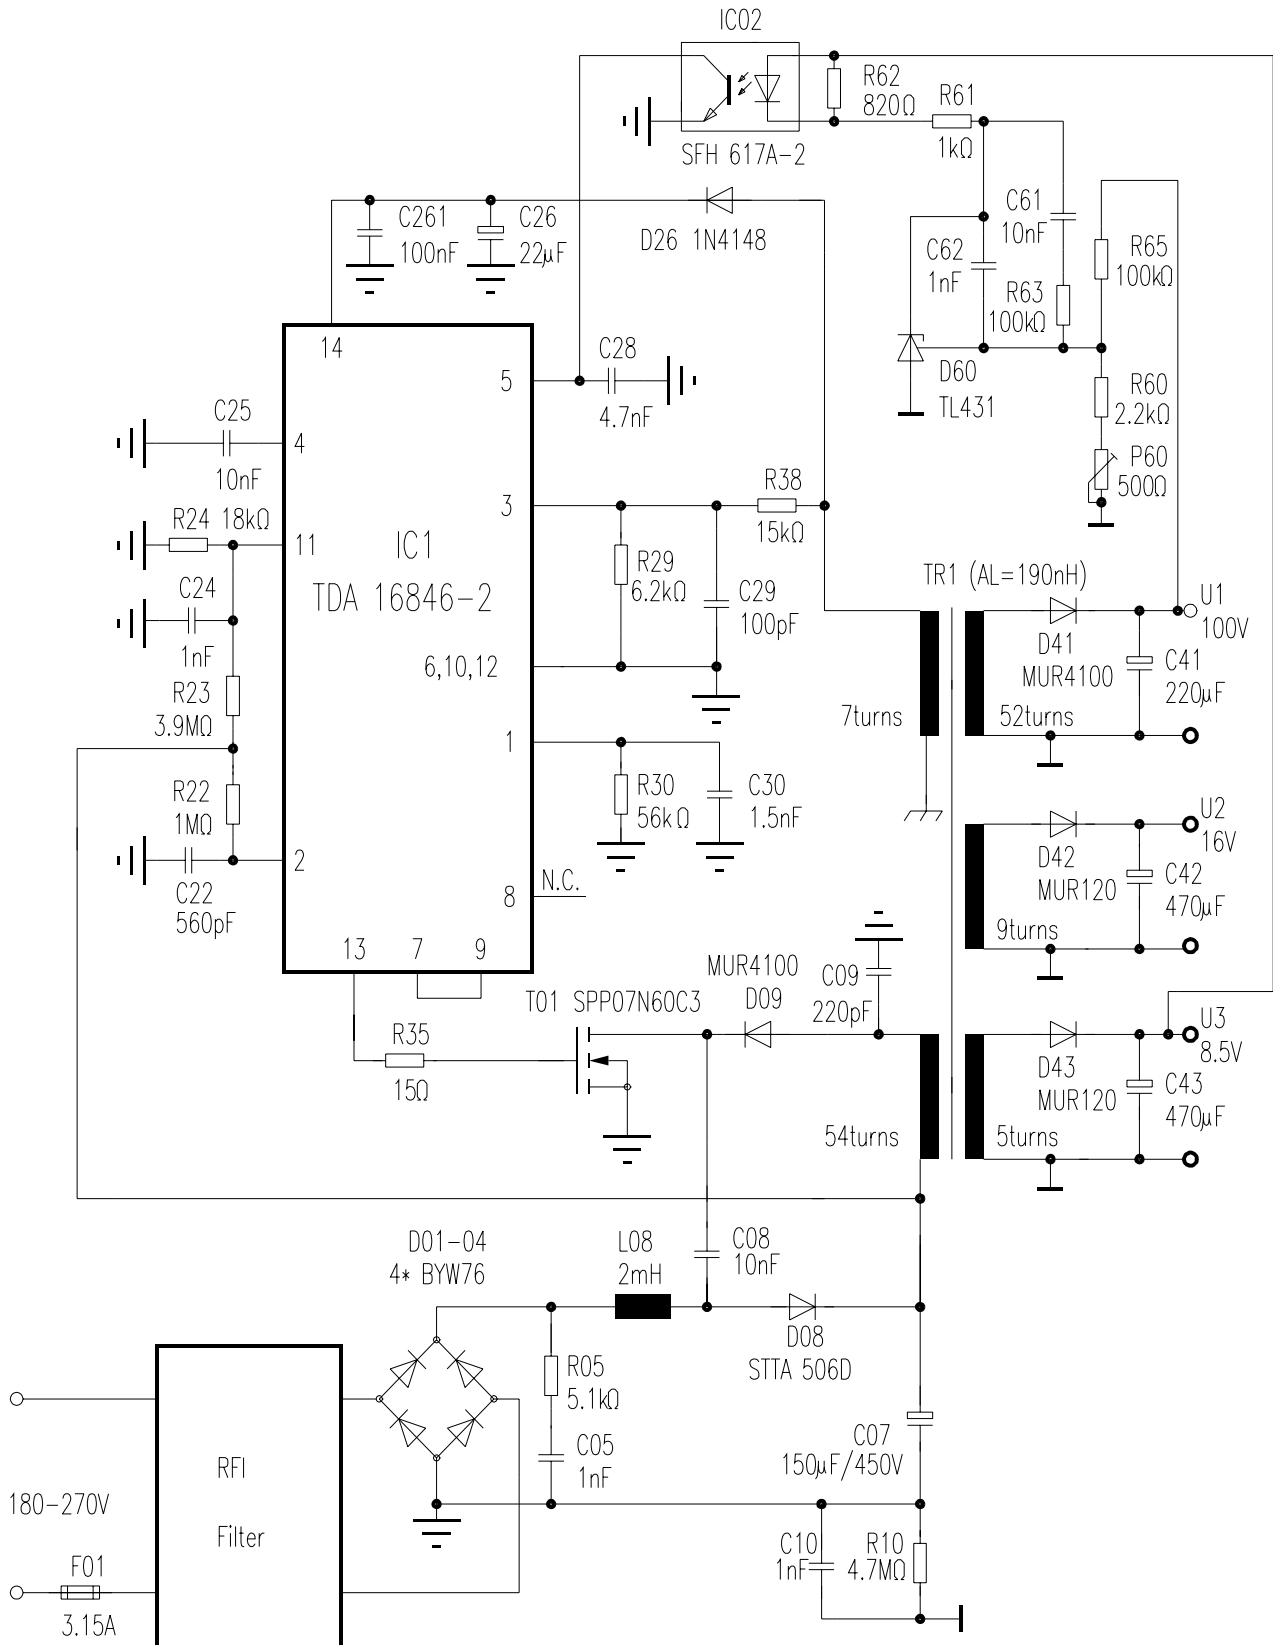 IC02
R62
820Ω
R61
1kΩ
SFH 617A-2
C261
100nF
C26
22µF
D26 1N4148
C61
10nF
C62
1nF
R65
100kΩ
R63
100kΩ
14
C28
5
4.7nF
D60
TL431
R60
2.2kΩ
C25
4
10nF
P60
500Ω
R38
3
15kΩ
R24 18kΩ
11
IC1
TDA 16846-2
R29
6.2kΩ
C29
100pF
TR1 (AL=190nH)
C24
1nF
U1
100V
D41
MUR4100
C41
220µF
6,10,12
R23
3.9MΩ
7turns
52turns
1
R22
1MΩ
R30
56kΩ
C30
1.5nF
U2
16V
2
D42
MUR120
C42
470µF
C22
560pF
8
N.C.
9turns
13
7
9
MUR4100
D09
C09
220pF
T01 SPP07N60C3
R35
15Ω
U3
8.5V
D43
MUR120
C43
470µF
54turns
5turns
D01-04
4* BYW76
L08
2mH
C08
10nF
D08
STTA 506D
R05
5.1kΩ
C05
1nF
C07
150µF/450V
RFI
Filter
180-270V
C10
1nF
R10
4.7MΩ
F01
3.15A